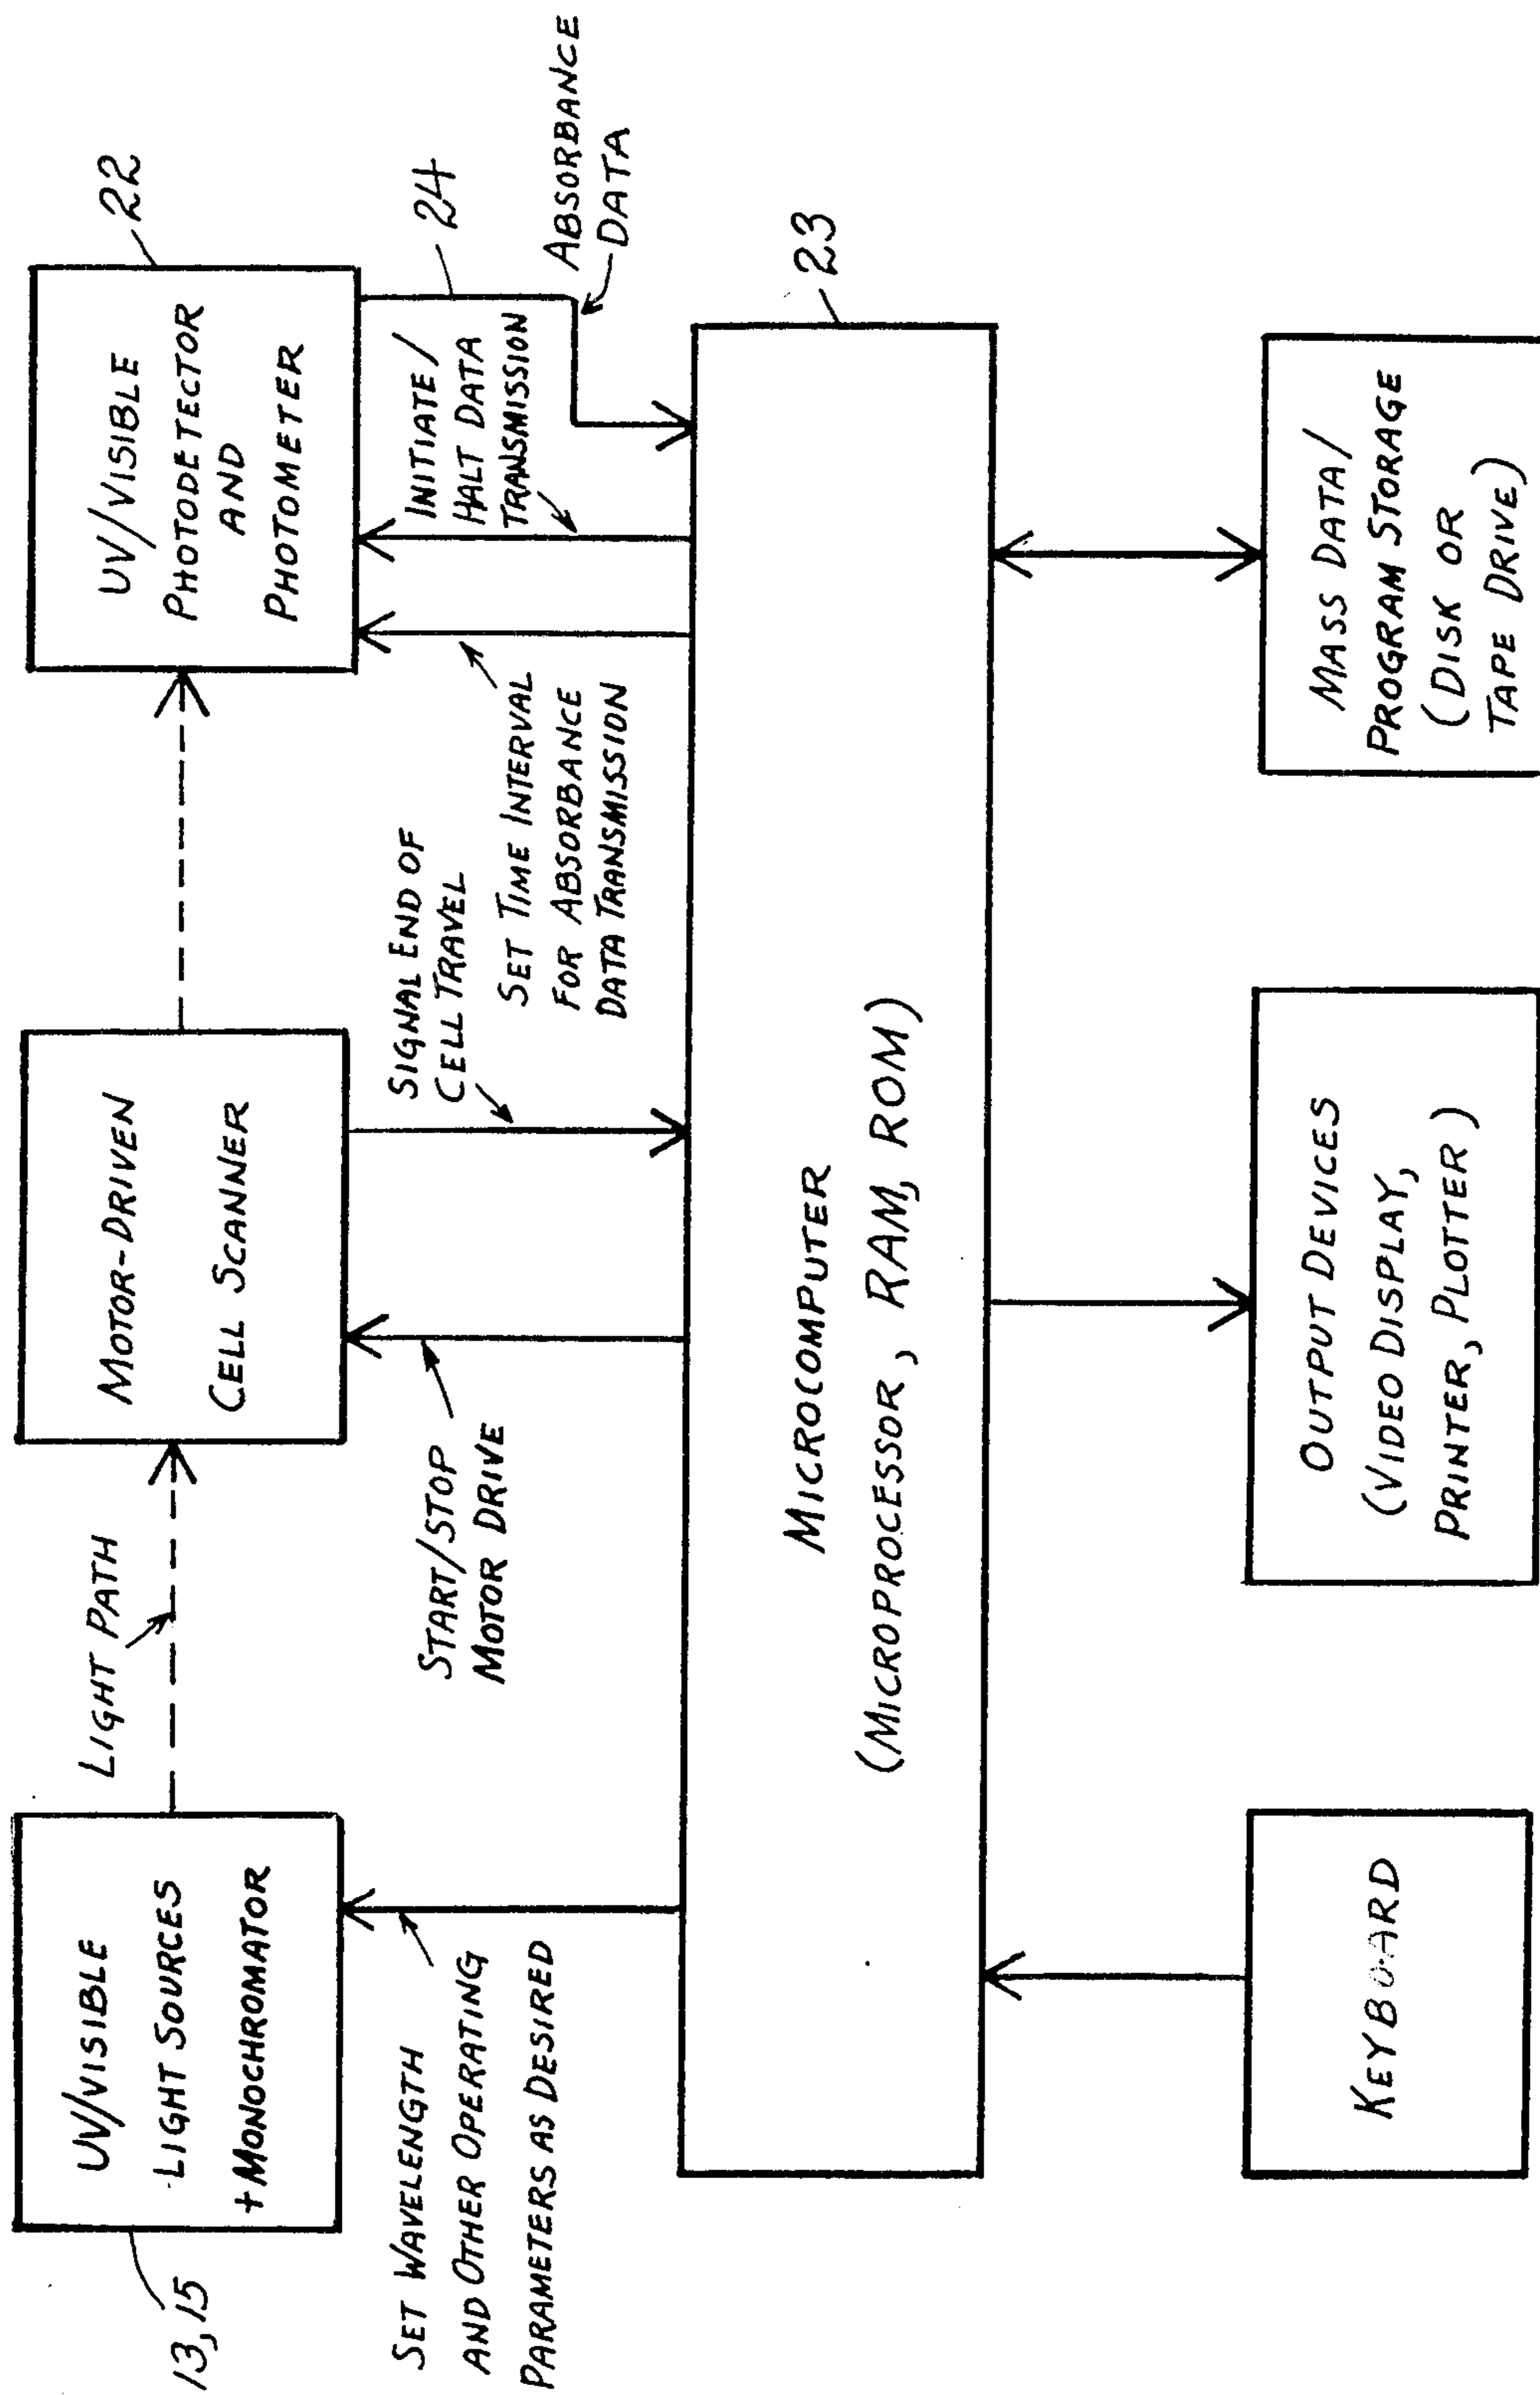 13,15
UV/VISIBLE
LIGHT SOURCES
+MONOCHROMATOR
LIGHT PATH
MOTOR-DRIVEN
CELL SCANNER
22
UV/VISIBLE
PHOTODETECTOR
AND
PHOTOMETER
SET WAVELENGTH
AND OTHER OPERATING
PARAMETERS AS DESIRED
START/STOP
MOTOR DRIVE
SIGNAL END OF
CELL TRAVEL
SET TIME INTERVAL
FOR ABSORBANCE
DATA TRANSMISSION
INITIATE/
HALT DATA
TRANSMISSION
24
ABSORBANCE
DATA
23
MICROCOMPUTER
(MICROPROCESSOR, RAM, ROM)
KEYBOARD
OUTPUT DEVICES
(VIDEO DISPLAY,
PRINTER, PLOTTER)
MASS DATA/
PROGRAM STORAGE
(DISK OR
TAPE DRIVE)